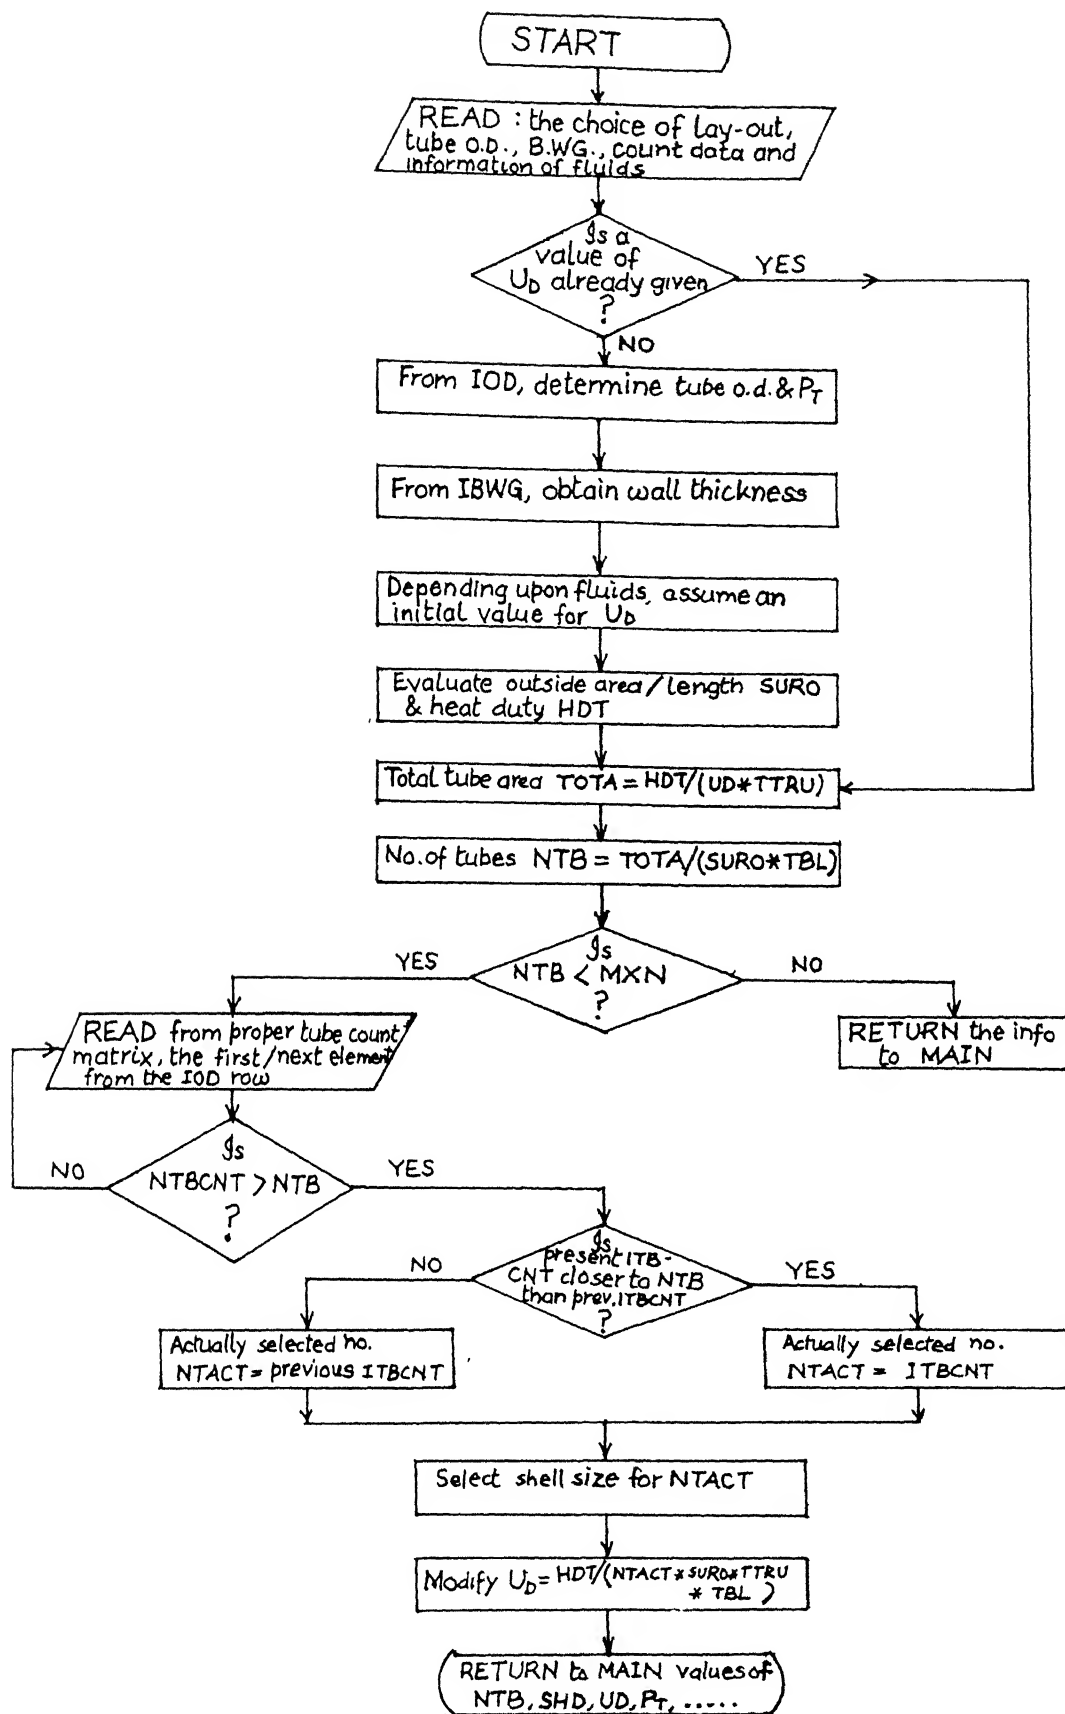 START
READ : the choice of lay-out,
tube O.D., B.WG., count data and
information of fluids
Is a
value of
U_D already given
?
YES
NO
From IOD, determine tube o.d. & P_T
From IBWG, obtain wall thickness
Depending upon fluids, assume an
initial value for U_D
Evaluate outside area/length SURO
& heat duty HDT
Total tube area TOTA = HDT/(UD*TTRU)
No. of tubes NTB = TOTA/(SURO*TBL)
Is
NTB < MXN
?
YES
NO
READ from proper tube count
matrix, the first/next element
from the IOD row
RETURN the info
to MAIN
Is
NTBCNT > NTB
?
NO
YES
Is
present ITB-
CNT closer to NTB
than prev. ITBCNT
?
NO
YES
Actually selected no.
NTACT = previous ITBCNT
Actually selected no.
NTACT = ITBCNT
Select shell size for NTACT
Modify U_D = HDT/(NTACT * SURO*TTRU
* TBL )
RETURN to MAIN values of
NTB, SHD, UD, P_T, .....